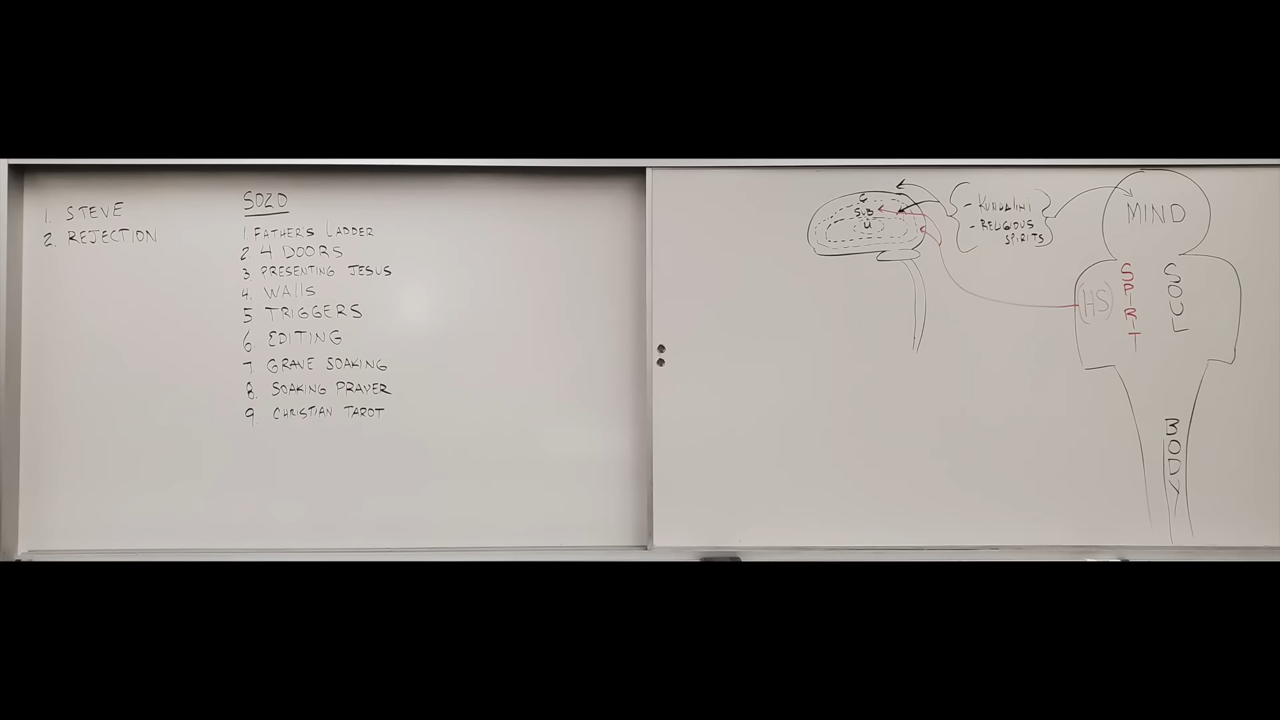 1. STEVE
2. REJECTION
SOZO
1. FATHERS LADDER
2 4 DOORS
3. PRESENTING JESUS
4. WALLS
5 TRIGGERS
6. EDITING
7 GRAVE SOAKING
8. SOAKING PRAYER
9. CHRISTIAN TAROT
C
SUB
U
- KUNDALINI
- RELIGIOUS
SPIRITS
MIND
(HS)
SPIRIT
SOUL
BODY